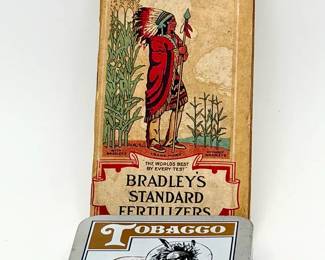 THE WORLDS BEST
BY EVERY TEST
BRADLEY'S
STANDARD
FERTILIZERS
TOBACCO